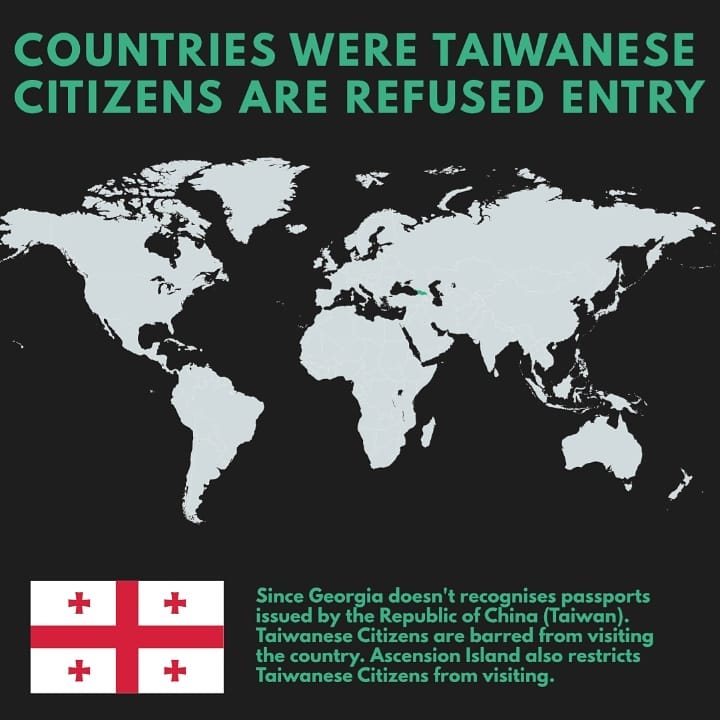 COUNTRIES WERE TAIWANESE
CITIZENS ARE REFUSED ENTRY
Since Georgia doesn't recognises passports
issued by the Republic of China (Taiwan).
Taiwanese Citizens are barred from visiting
the country. Ascension Island also restricts
Taiwanese Citizens from visiting.